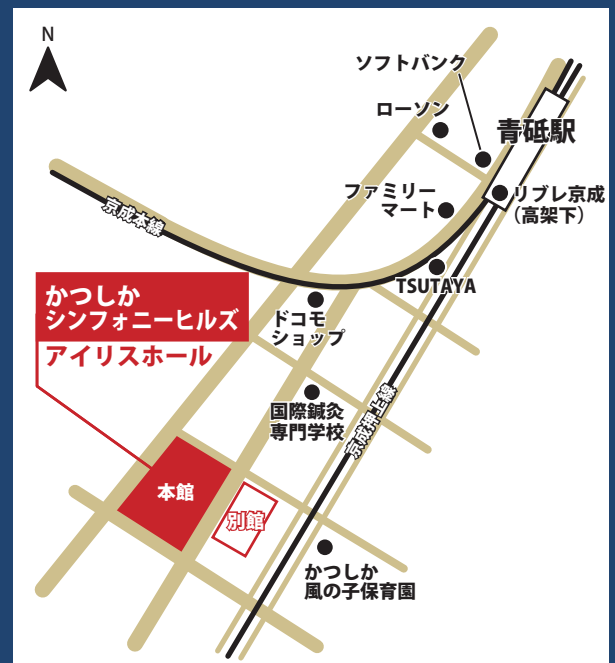 N
ソフトバンク
ローソン
青砥駅
ファミリー
マート
リブレ京成
（高架下）
京成本線
TSUTAYA
かつしか
シンフォニーヒルズ
アイリスホール
ドコモ
ショップ
国際鍼灸
専門学校
京成押上線
本館
別館
かつしか
風の子保育園